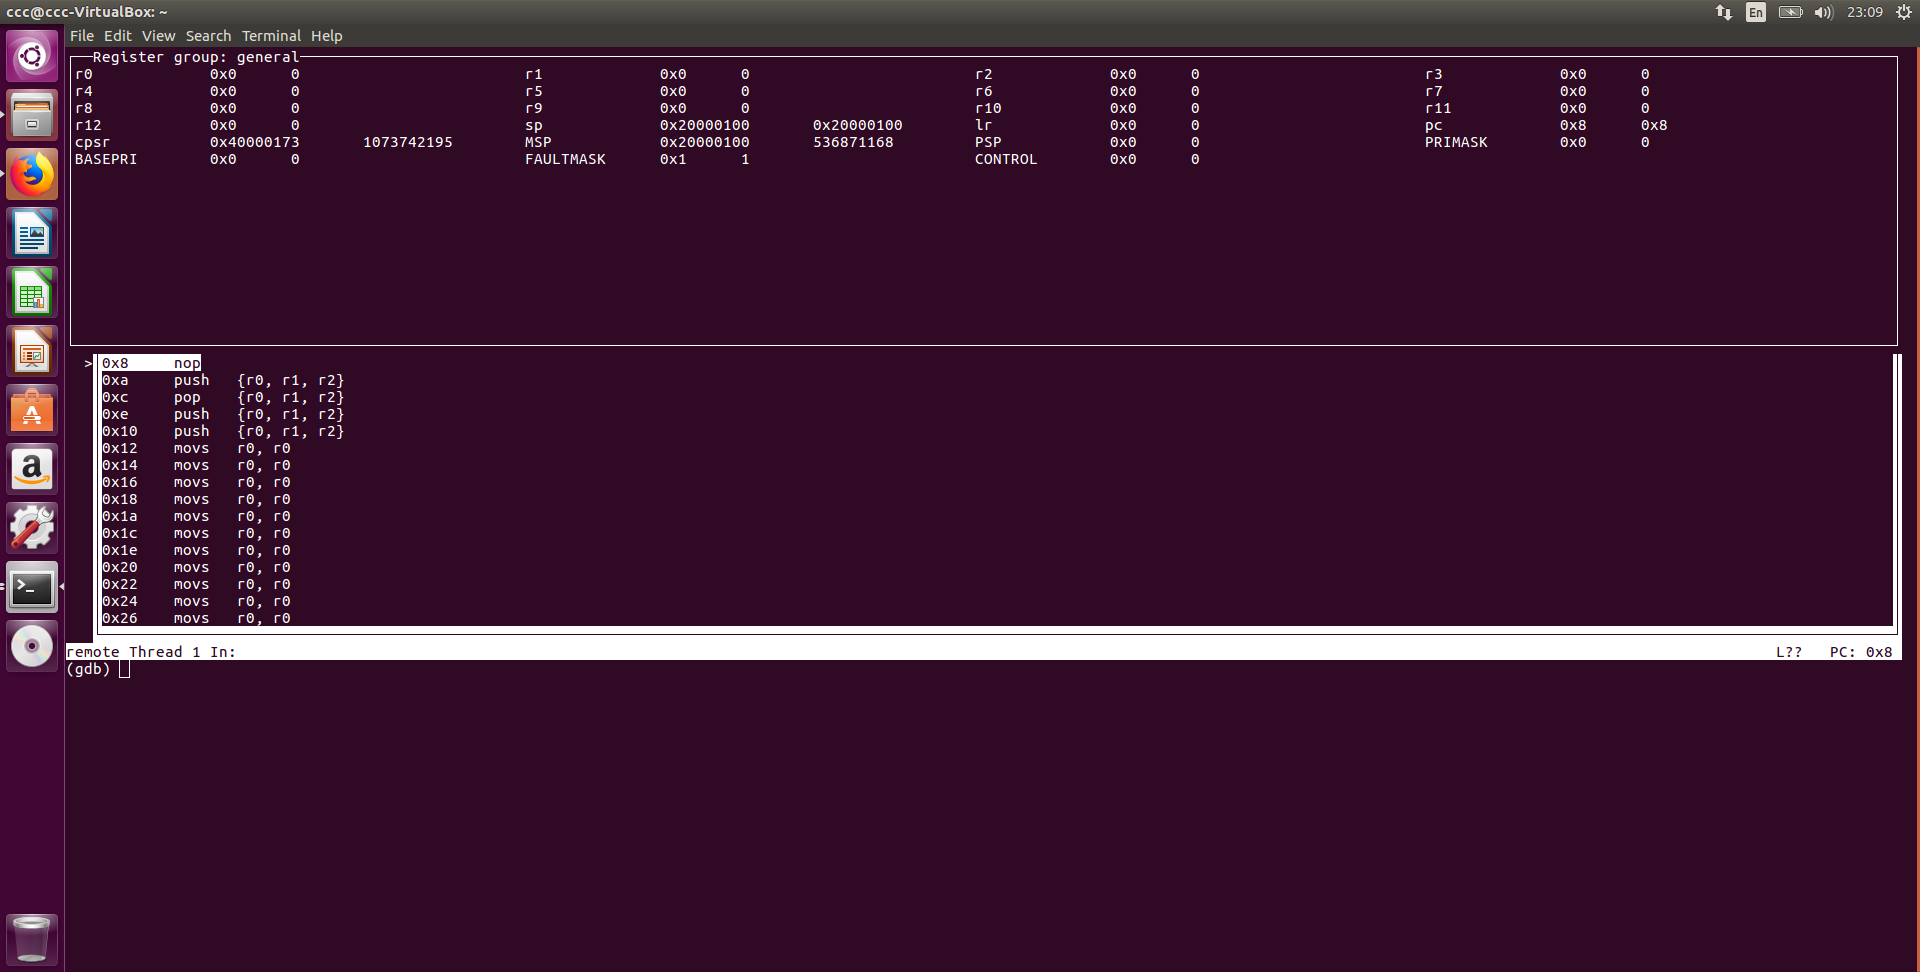 ccc@ccc-VirtualBox: ~ En 23:09
File Edit View Search Terminal Help
Register group: general
r0 0x0 0 r1 0x0 0 r2 0x0 0 r3 0x0 0
r4 0x0 0 r5 0x0 0 r6 0x0 0 r7 0x0 0
r8 0x0 0 r9 0x0 0 r10 0x0 0 r11 0x0 0
r12 0x0 0 sp 0x20000100 0x20000100 lr 0x0 0 pc 0x8 0x8
cpsr 0x40000173 1073742195 MSP 0x20000100 536871168 PSP 0x0 0 PRIMASK 0x0 0
BASEPRI 0x0 0 FAULTMASK 0x1 1 CONTROL 0x0 0
>0x8 nop
0xa push {r0, r1, r2}
0xc pop {r0, r1, r2}
0xe push {r0, r1, r2}
0x10 push {r0, r1, r2}
0x12 movs r0, r0
0x14 movs r0, r0
0x16 movs r0, r0
0x18 movs r0, r0
0x1a movs r0, r0
0x1c movs r0, r0
0x1e movs r0, r0
0x20 movs r0, r0
0x22 movs r0, r0
0x24 movs r0, r0
0x26 movs r0, r0
remote Thread 1 In: L?? PC: 0x8
(gdb)